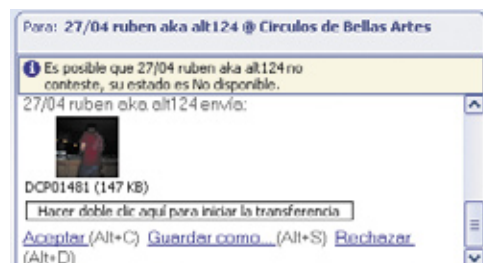 Para: 27/04 ruben aka alt124 @ Circulos de Bellas Artes
Es posible que 27/04 ruben aka alt124 no
conteste, su estado es No disponible.
27/04 ruben aka alt124 envía:
DCP01481 (147 KB)
Hacer doble clic aquí para iniciar la transferencia
Aceptar (Alt+C) Guardar como... (Alt+S) Rechazar
(Alt+D)